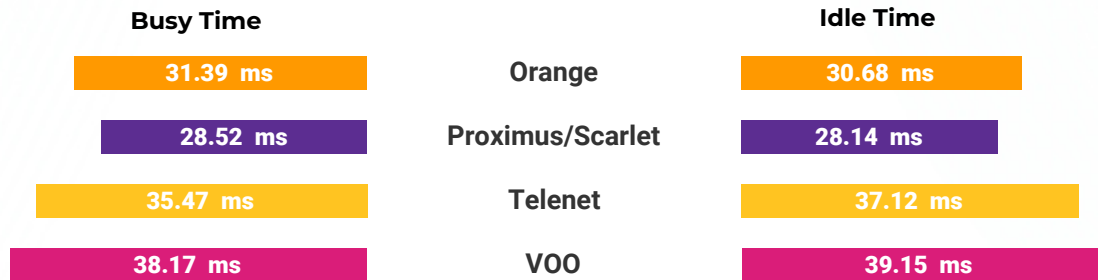 Busy Time
Idle Time
31.39 ms
Orange
30.68 ms
28.52 ms
Proximus/Scarlet
28.14 ms
35.47 ms
Telenet
37.12 ms
38.17 ms
VOO
39.15 ms